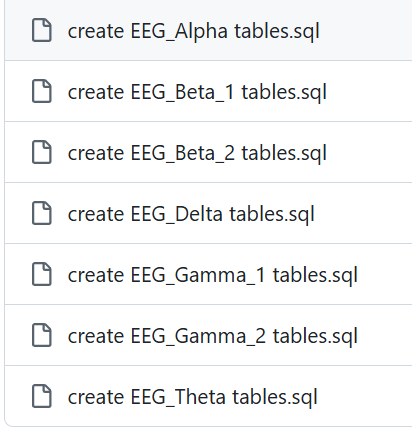 create EEG_Alpha tables.sql
create EEG_Beta_1 tables.sql
create EEG_Beta_2 tables.sql
create EEG_Delta tables.sql
create EEG_Gamma_1 tables.sql
create EEG_Gamma_2 tables.sql
create EEG_Theta tables.sql